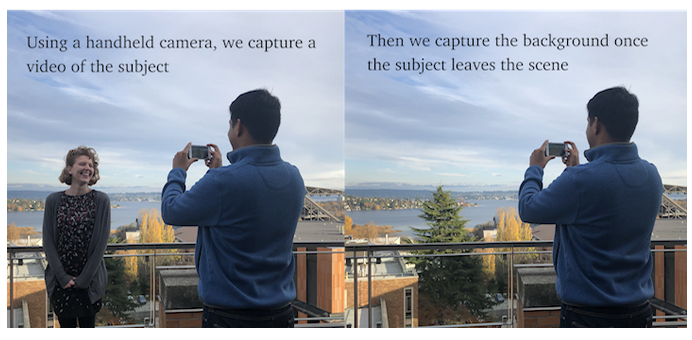 Using a handheld camera, we capture a
video of the subject
Then we capture the background once
the subject leaves the scene